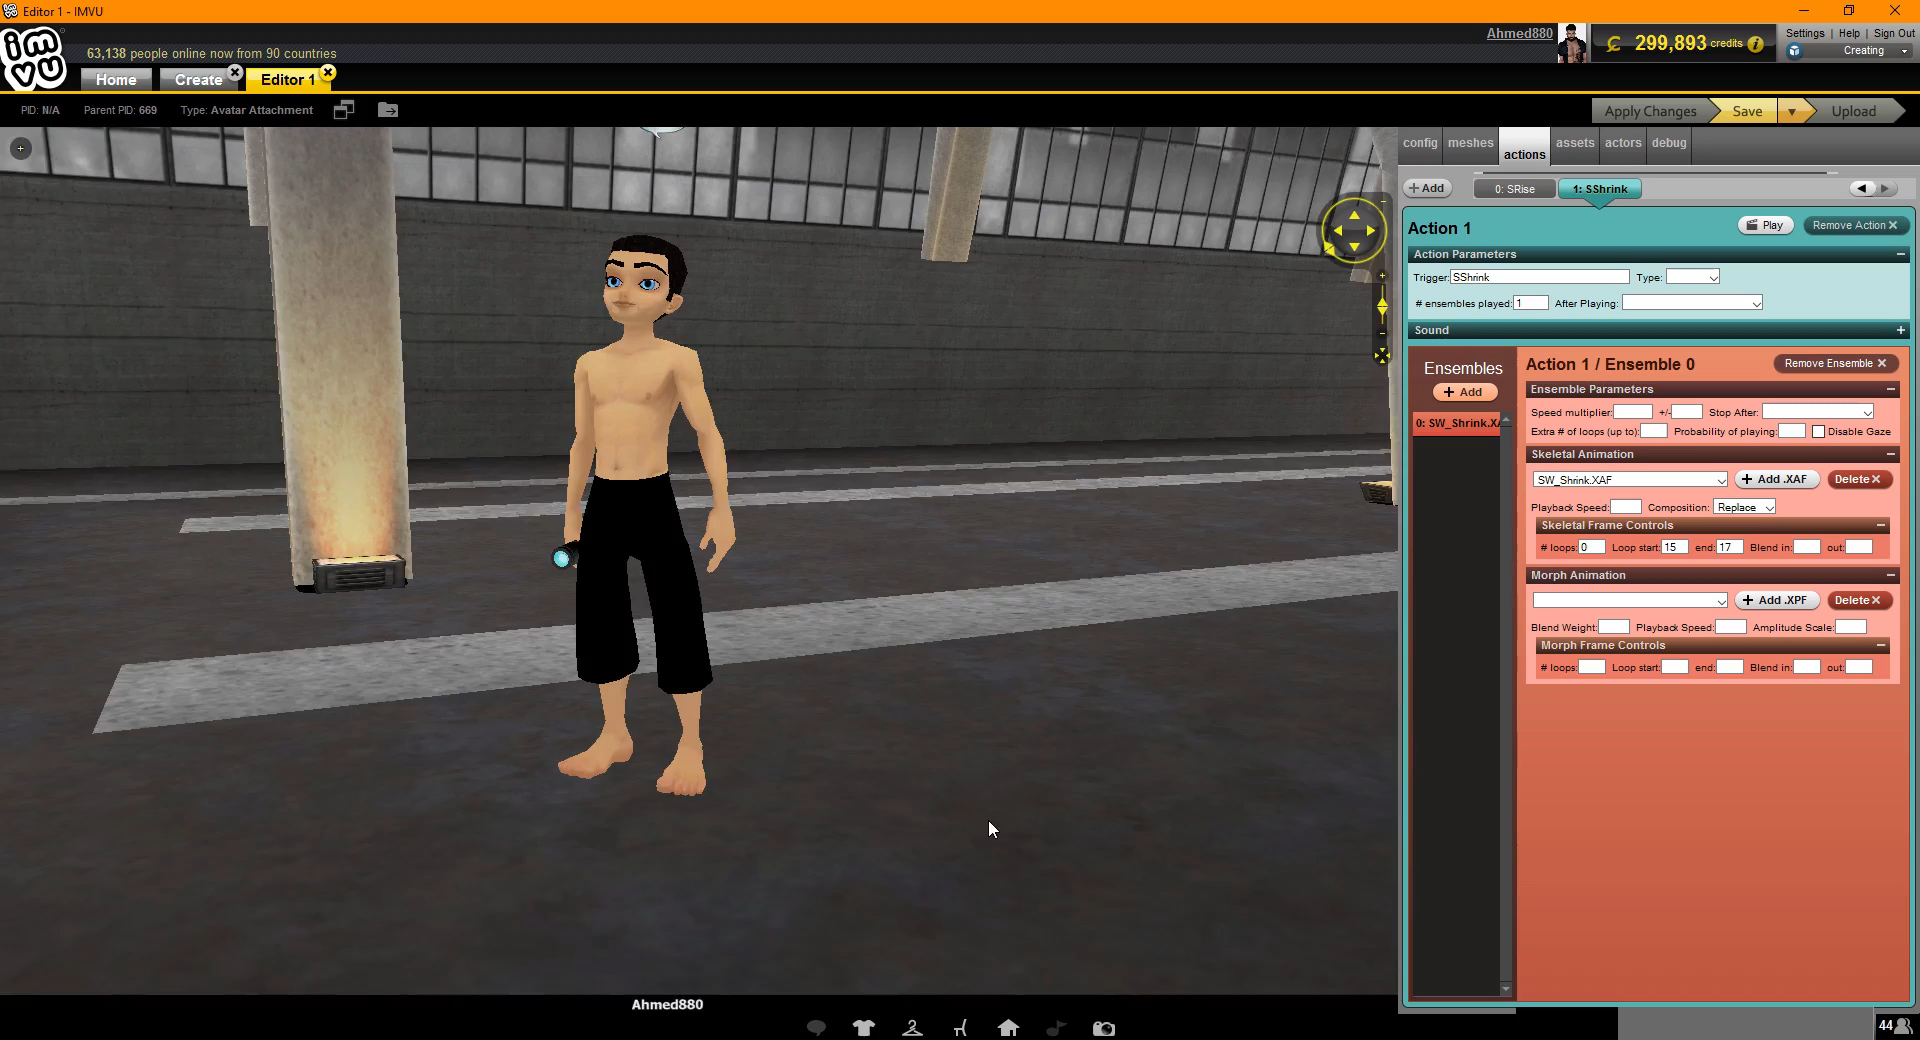 Editor 1 - IMVU
imvu
63,138 people online now from 90 countries
Ahmed880
299,893 credits
Settings | Help | Sign Out
Creating
Home
Create
Editor 1
PID: N/A Parent PID: 669 Type: Avatar Attachment
Apply Changes
Save
Upload
config
meshes
actions
assets
actors
debug
+ Add
0: SRise
1: SShrink
Action 1
Play
Remove Action X
Action Parameters
Trigger: SShrink Type:
# ensembles played: 1 After Playing:
Sound
Ensembles
+ Add
0: SW_Shrink.XA
Action 1 / Ensemble 0
Remove Ensemble X
Ensemble Parameters
Speed multiplier: +/- Stop After:
Extra # of loops (up to): Probability of playing: Disable Gaze
Skeletal Animation
SW_Shrink.XAF + Add .XAF Delete X
Playback Speed: Composition: Replace
Skeletal Frame Controls
# loops: 0 Loop start: 15 end: 17 Blend in: out:
Morph Animation
+ Add .XPF Delete X
Blend Weight: Playback Speed: Amplitude Scale:
Morph Frame Controls
# loops: Loop start: end: Blend in: out:
Ahmed880
44